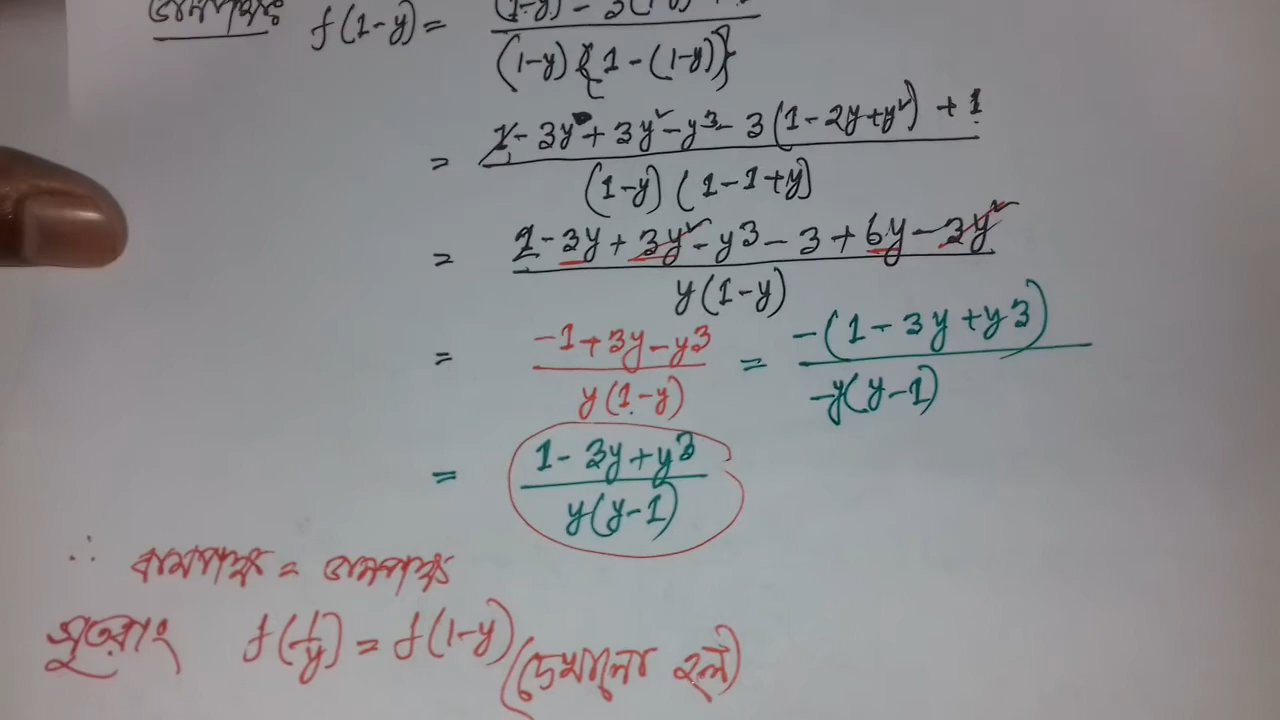 ডানপক্ষঃ f(1-y) =
(1-y){1-(1-y)}
= 1-3y+3y²-y3-3(1-2y+y²)+1 / (1-y)(1-1+y)
= 2-3y+3y²-y3-3+6y-3y² / y(1-y)
= -1+3y-y3 / y(1-y) = -(1-3y+y3) / -y(y-1)
= 1-3y+y3 / y(y-1)
∴ বামপক্ষ = ডানপক্ষ
সুতরাং f(1/y) = f(1-y) (দেখানো হল)